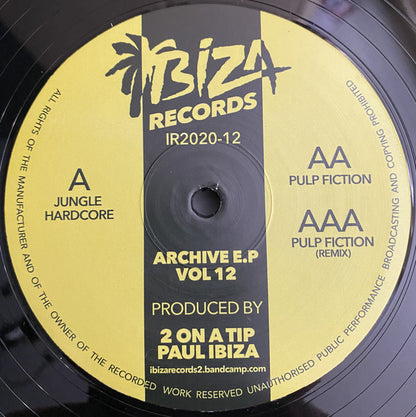 IBIZA
RECORDS
IR2020-12
A
JUNGLE
HARDCORE
AA
PULP FICTION
AAA
PULP FICTION
(REMIX)
ARCHIVE E.P
VOL 12
PRODUCED BY
2 ON A TIP
PAUL IBIZA
ibizarecords2.bandcamp.com
ALL RIGHTS OF THE MANUFACTURER AND OF THE OWNER OF THE RECORDED WORK RESERVED UNAUTHORISED PUBLIC PERFORMANCE BROADCASTING AND COPYING PROHIBITED